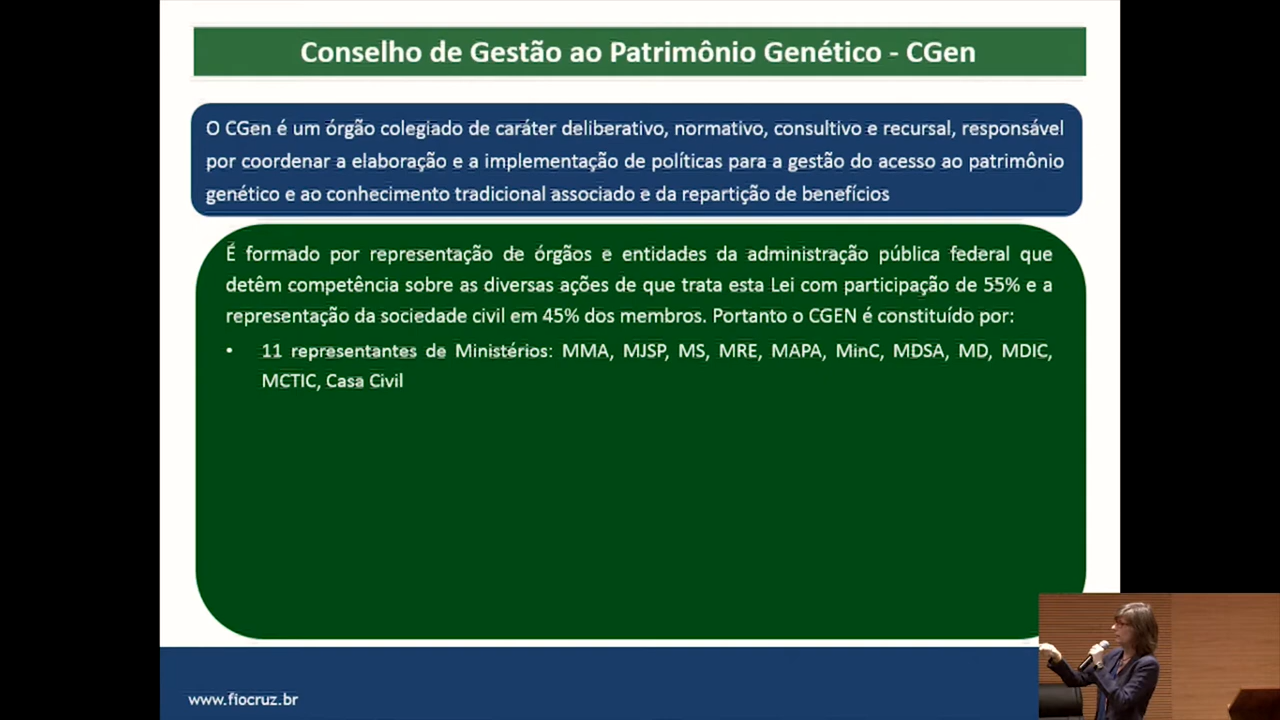 Conselho de Gestão ao Patrimônio Genético - CGen
O CGen é um órgão colegiado de caráter deliberativo, normativo, consultivo e recursal, responsável
por coordenar a elaboração e a implementação de políticas para a gestão do acesso ao patrimônio
genético e ao conhecimento tradicional associado e da repartição de benefícios
É formado por representação de órgãos e entidades da administração pública federal que
detêm competência sobre as diversas ações de que trata esta Lei com participação de 55% e a
representação da sociedade civil em 45% dos membros. Portanto o CGEN é constituído por:
• 11 representantes de Ministérios: MMA, MJSP, MS, MRE, MAPA, MinC, MDSA, MD, MDIC,
MCTIC, Casa Civil
www.fiocruz.br